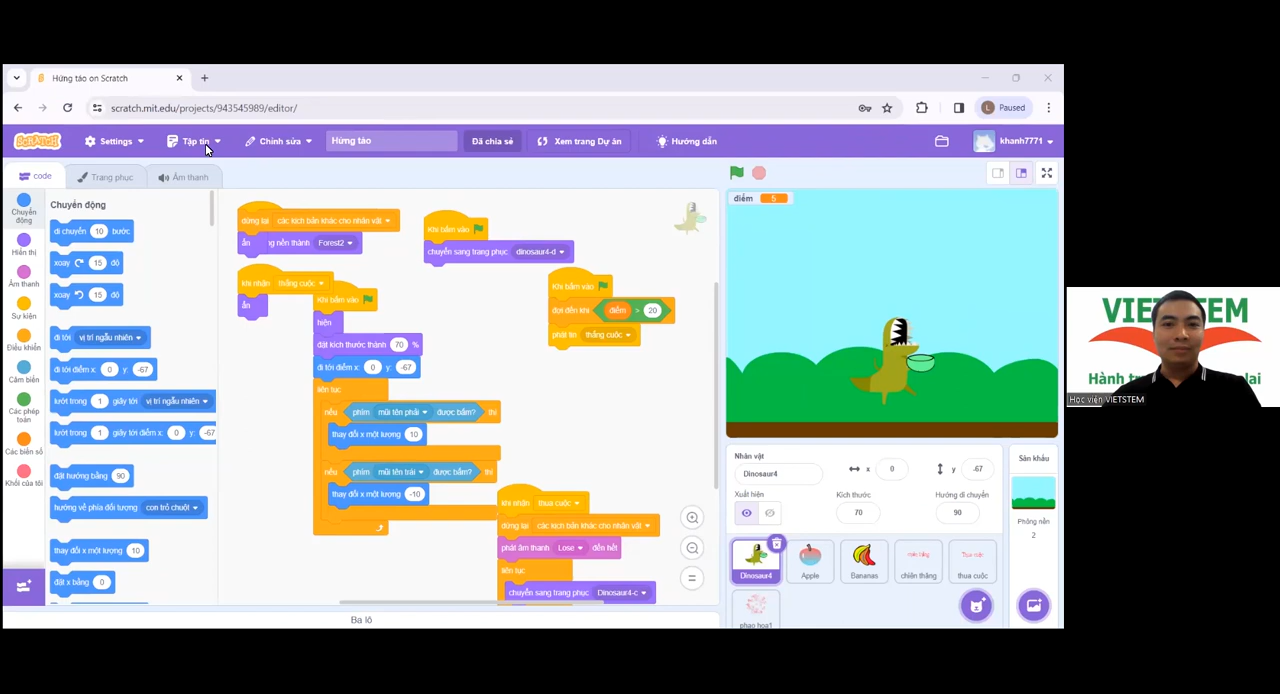 Hứng táo on Scratch
scratch.mit.edu/projects/943545989/editor/
L Paused
SCRATCH
Settings
Tập tin
Chỉnh sửa
Hứng táo
Đã chia sẻ
Xem trang Dự án
Hướng dẫn
khanh7771
code
Trang phục
Âm thanh
Chuyển động
Hiển thị
Âm thanh
Sự kiện
Điều khiển
Cảm biến
Các phép toán
Các biến số
Khối của tôi
Chuyển động
di chuyển 10 bước
xoay 15 độ
xoay 15 độ
đi tới vị trí ngẫu nhiên
đi tới điểm x: 0 y: -67
lướt trong 1 giây tới vị trí ngẫu nhiên
lướt trong 1 giây tới điểm x: 0 y: -67
đặt hướng bằng 90
hướng về phía đối tượng con trỏ chuột
thay đổi x một lượng 10
đặt x bằng 0
dừng lại các kịch bản khác cho nhân vật
ẩn
ng nền thành Forest2
khi nhận thắng cuộc
ẩn
Khi bấm vào
chuyển sang trang phục dinosaur4-d
Khi bấm vào
đợi đến khi điểm > 20
phát tin thắng cuộc
Khi bấm vào
hiện
đặt kích thước thành 70 %
đi tới điểm x: 0 y: -67
liên tục
nếu phím mũi tên phải được bấm? thì
thay đổi x một lượng 10
nếu phím mũi tên trái được bấm? thì
thay đổi x một lượng -10
khi nhận thua cuộc
dừng lại các kịch bản khác cho nhân vật
phát âm thanh Lose đến hết
liên tục
chuyển sang trang phục Dinosaur4-c
Ba lô
điểm 5
Nhân vật
Dinosaur4
x 0
y -67
Xuất hiện
Kích thước
70
Hướng di chuyển
90
Dinosaur4
Apple
Bananas
chiến thắng
thua cuộc
phao hoa1
Sân khấu
Phông nền
2
VIETSTEM
Hành tr
lai
Học viện VIETSTEM